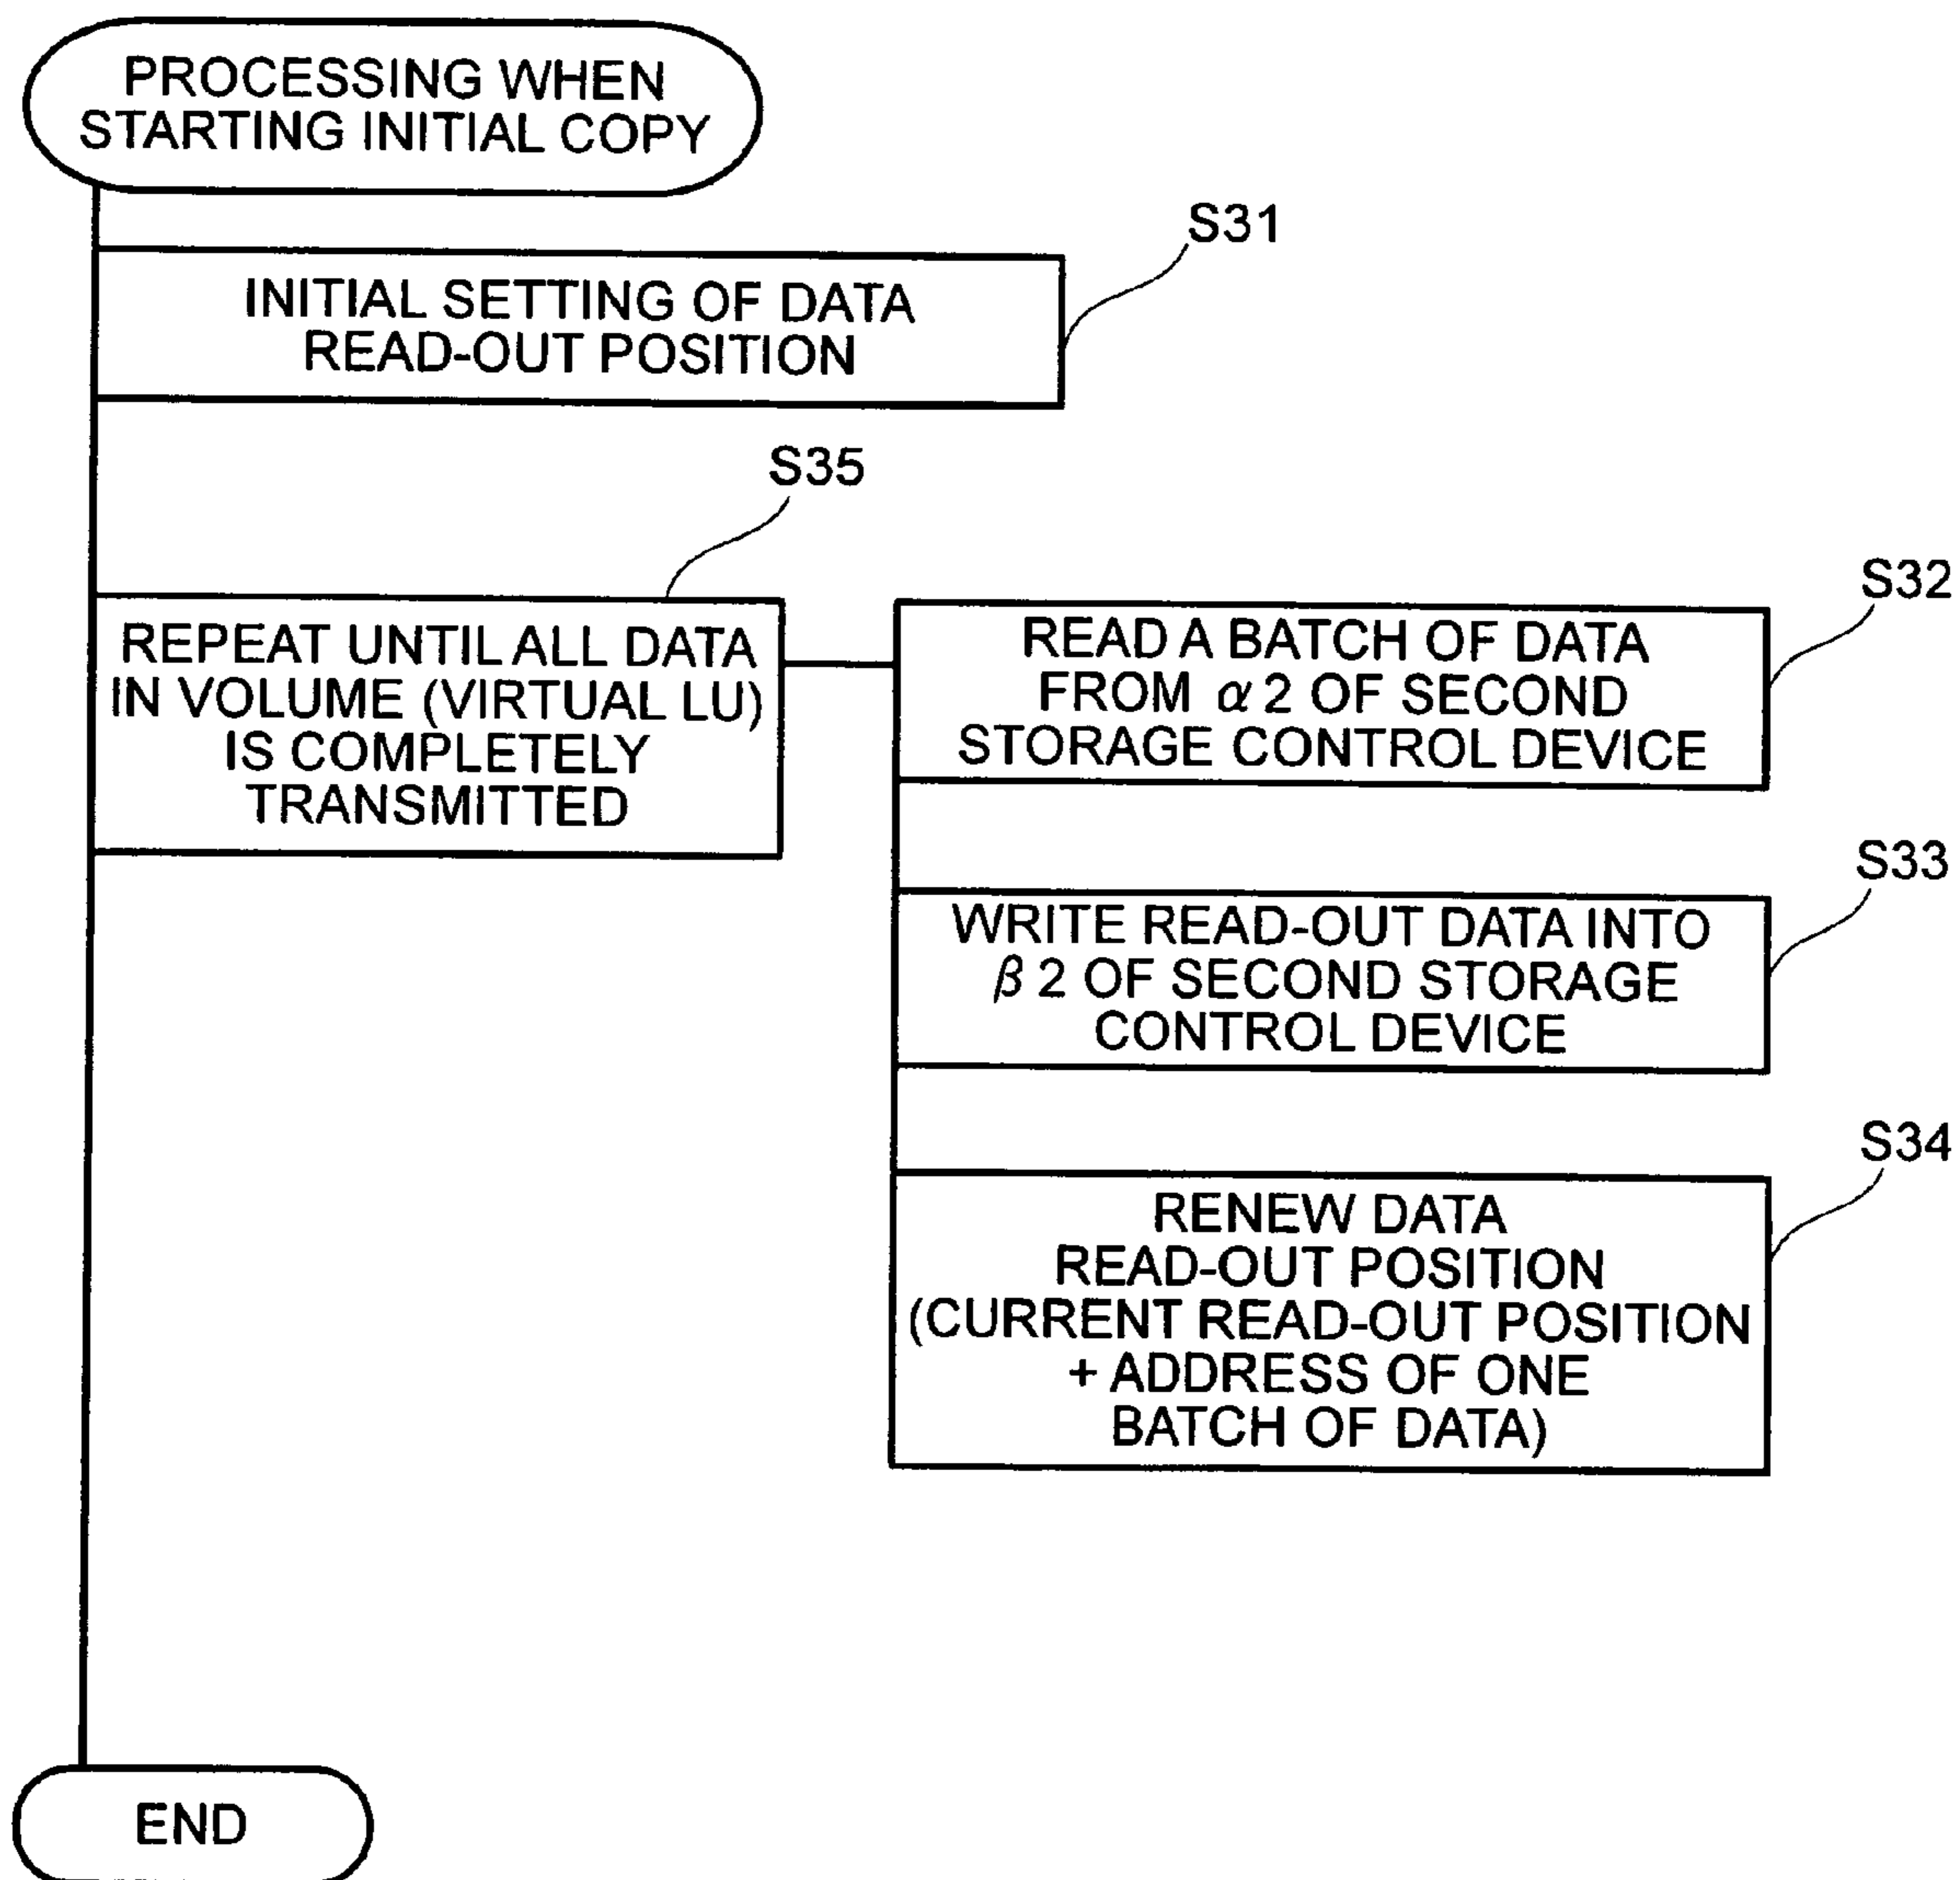 PROCESSING WHEN
STARTING INITIAL COPY
S31
INITIAL SETTING OF DATA
READ-OUT POSITION
S35
REPEAT UNTIL ALL DATA
IN VOLUME (VIRTUAL LU)
IS COMPLETELY
TRANSMITTED
S32
READ A BATCH OF DATA
FROM α 2 OF SECOND
STORAGE CONTROL DEVICE
S33
WRITE READ-OUT DATA INTO
β 2 OF SECOND STORAGE
CONTROL DEVICE
S34
RENEW DATA
READ-OUT POSITION
(CURRENT READ-OUT POSITION
+ ADDRESS OF ONE
BATCH OF DATA)
END